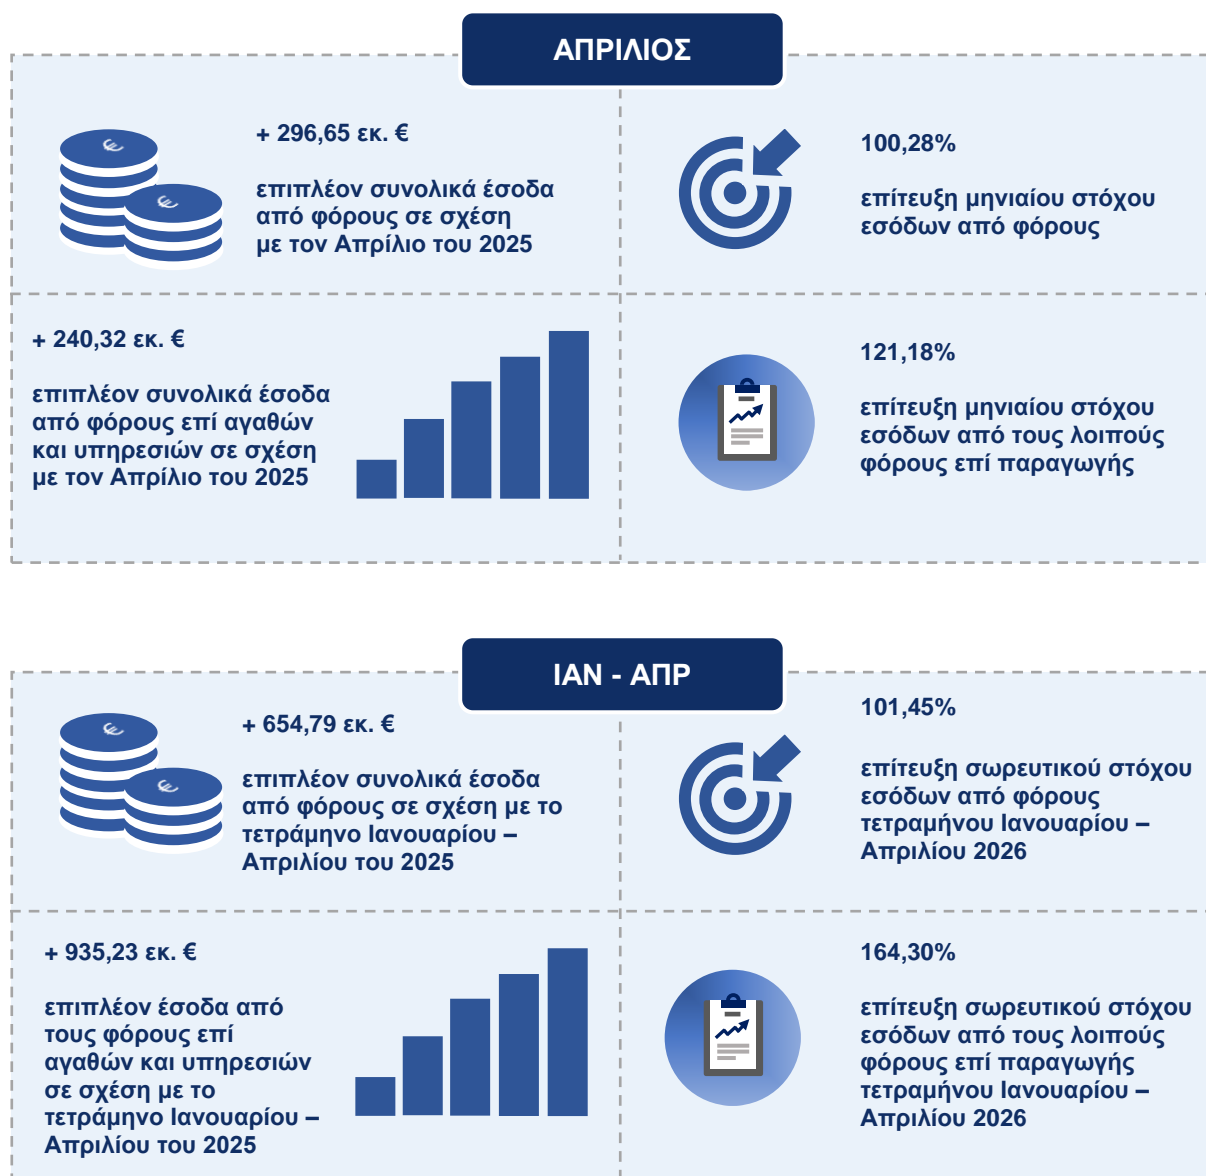 ΑΠΡΙΛΙΟΣ
+ 296,65 εκ. €
επιπλέον συνολικά έσοδα
από φόρους σε σχέση
με τον Απρίλιο του 2025
100,28%
επίτευξη μηνιαίου στόχου
εσόδων από φόρους
+ 240,32 εκ. €
επιπλέον συνολικά έσοδα
από φόρους επί αγαθών
και υπηρεσιών σε σχέση
με τον Απρίλιο του 2025
121,18%
επίτευξη μηνιαίου στόχου
εσόδων από τους λοιπούς
φόρους επί παραγωγής
ΙΑΝ - ΑΠΡ
+ 654,79 εκ. €
επιπλέον συνολικά έσοδα
από φόρους σε σχέση με το
τετράμηνο Ιανουαρίου –
Απριλίου του 2025
101,45%
επίτευξη σωρευτικού στόχου
εσόδων από φόρους
τετραμήνου Ιανουαρίου –
Απριλίου 2026
+ 935,23 εκ. €
επιπλέον έσοδα από
τους φόρους επί
αγαθών και υπηρεσιών
σε σχέση με το
τετράμηνο Ιανουαρίου –
Απριλίου του 2025
164,30%
επίτευξη σωρευτικού στόχου
εσόδων από τους λοιπούς
φόρους επί παραγωγής
τετραμήνου Ιανουαρίου –
Απριλίου 2026